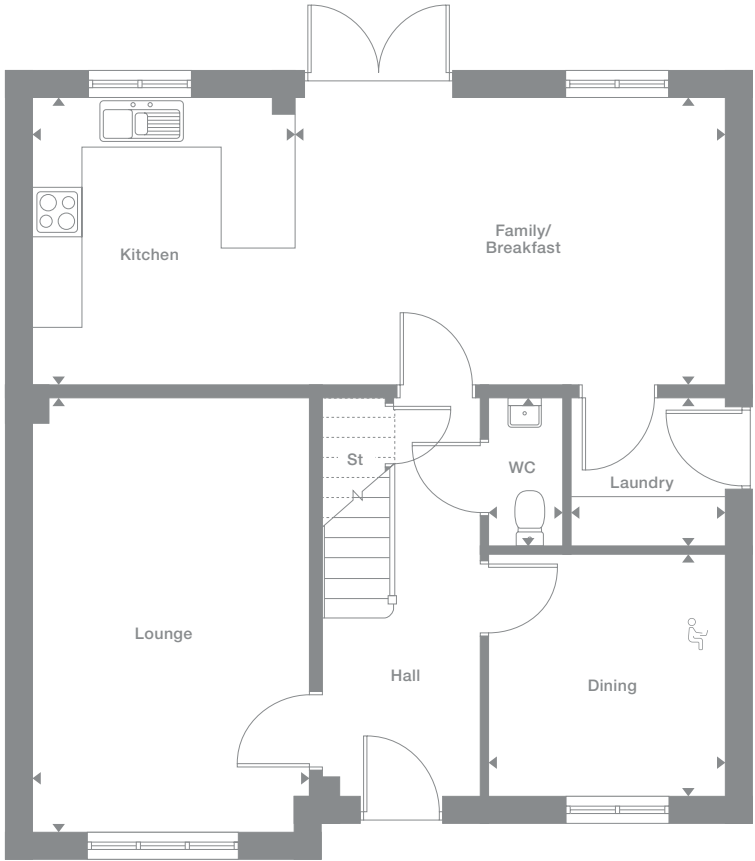 Kitchen
Family/
Breakfast
St
WC
Laundry
Lounge
Hall
Dining